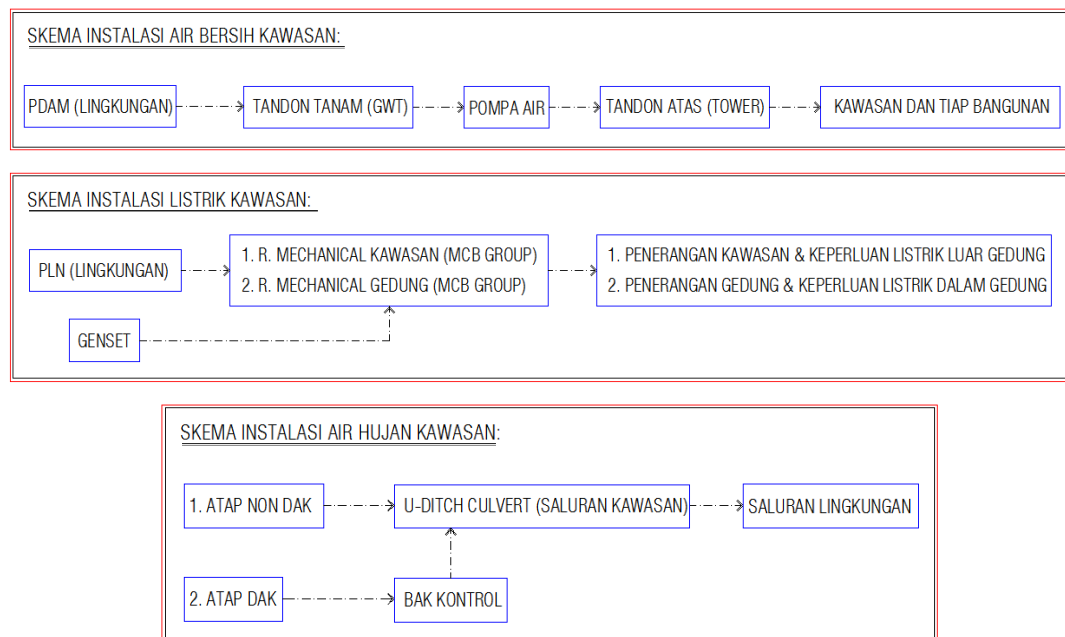 SKEMA INSTALASI AIR BERSIH KAWASAN:
PDAM (LINGKUNGAN)
TANDON TANAM (GWT)
POMPA AIR
TANDON ATAS (TOWER)
KAWASAN DAN TIAP BANGUNAN
SKEMA INSTALASI LISTRIK KAWASAN:
PLN (LINGKUNGAN)
1. R. MECHANICAL KAWASAN (MCB GROUP)
2. R. MECHANICAL GEDUNG (MCB GROUP)
1. PENERANGAN KAWASAN & KEPERLUAN LISTRIK LUAR GEDUNG
2. PENERANGAN GEDUNG & KEPERLUAN LISTRIK DALAM GEDUNG
GENSET
SKEMA INSTALASI AIR HUJAN KAWASAN:
1. ATAP NON DAK
U-DITCH CULVERT (SALURAN KAWASAN)
SALURAN LINGKUNGAN
2. ATAP DAK
BAK KONTROL